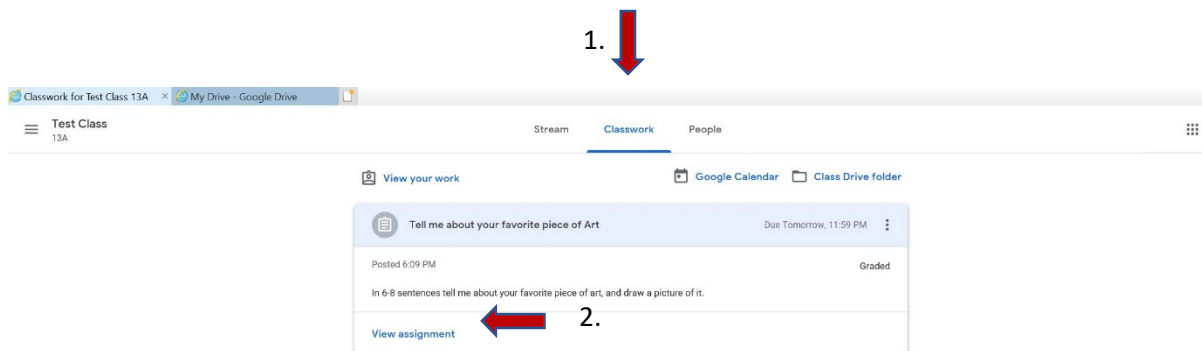 1.
Classwork for Test Class 13A × My Drive - Google Drive
Test Class
13A
Stream Classwork People
View your work Google Calendar Class Drive folder
Tell me about your favorite piece of Art Due Tomorrow, 11:59 PM
Posted 6:09 PM Graded
In 6-8 sentences tell me about your favorite piece of art, and draw a picture of it.
2.
View assignment